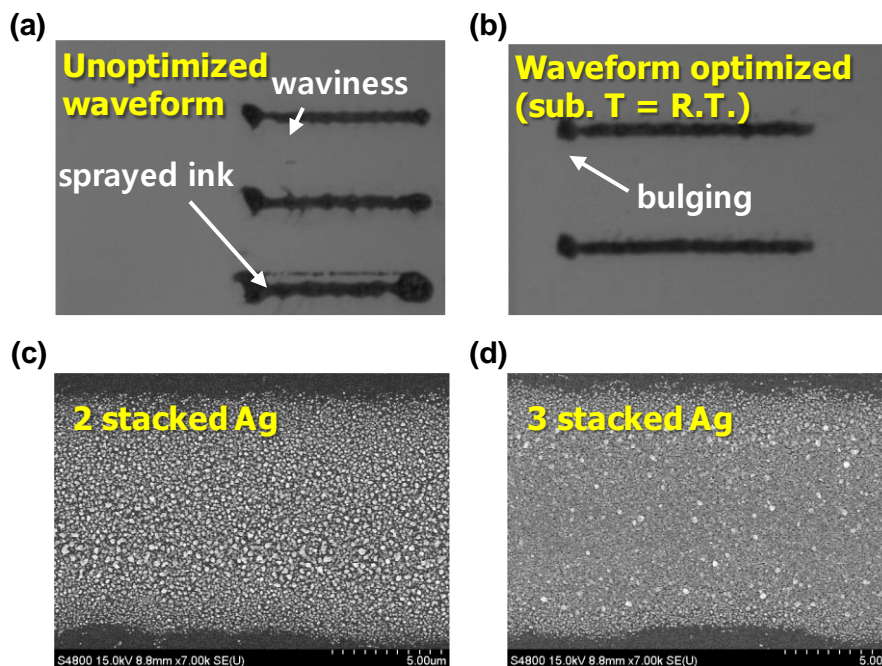 (a)
Unoptimized
waveform
waviness
sprayed ink
(b)
Waveform optimized
(sub. T = R.T.)
bulging
(c)
2 stacked Ag
S4800 15.0kV 8.8mm x7.00k SE(U)
5.00um
(d)
3 stacked Ag
S4800 15.0kV 8.8mm x7.00k SE(U)
5.00um